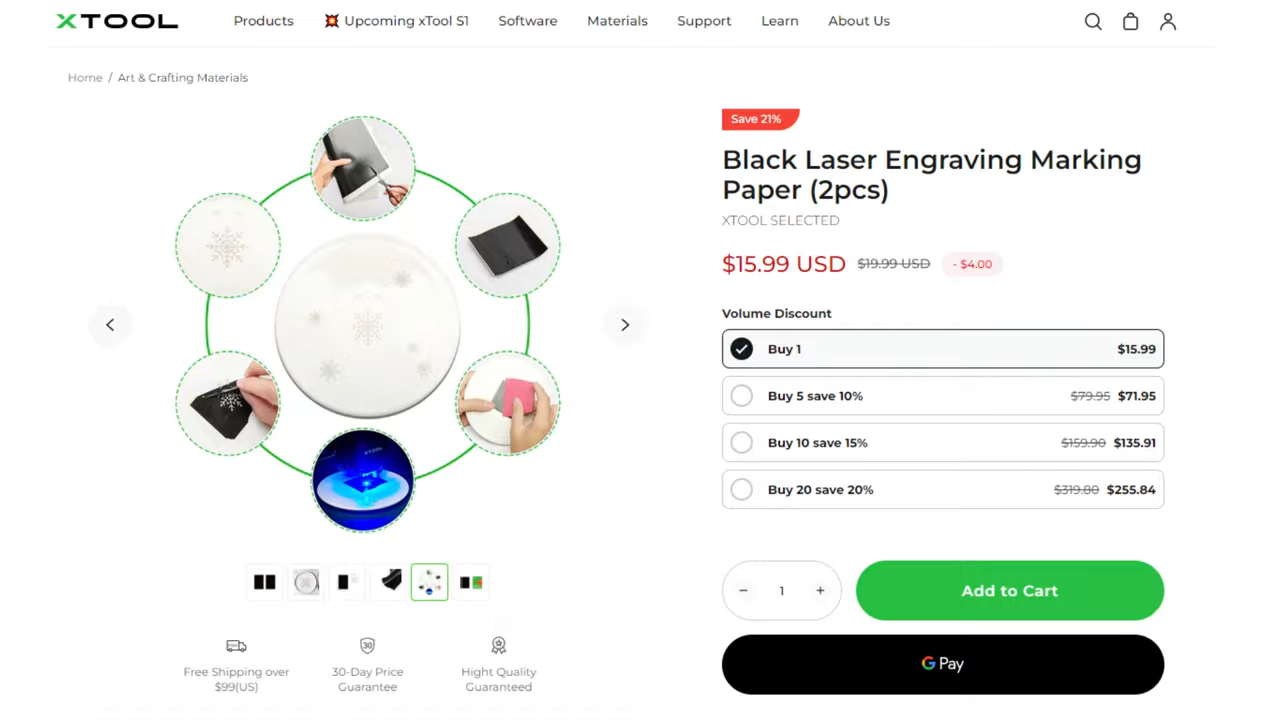 XTOOL
Products
Upcoming xTool S1
Software
Materials
Support
Learn
About Us
Home / Art & Crafting Materials
Save 21%
Black Laser Engraving Marking
Paper (2pcs)
XTOOL SELECTED
$15.99 USD $19.99 USD - $4.00
Volume Discount
Buy 1 $15.99
Buy 5 save 10% $79.95 $71.95
Buy 10 save 15% $159.90 $135.91
Buy 20 save 20% $319.80 $255.84
− 1 +
Add to Cart
G Pay
XTOOL
30
Free Shipping over
$99(US)
30-Day Price
Guarantee
Hight Quality
Guaranteed